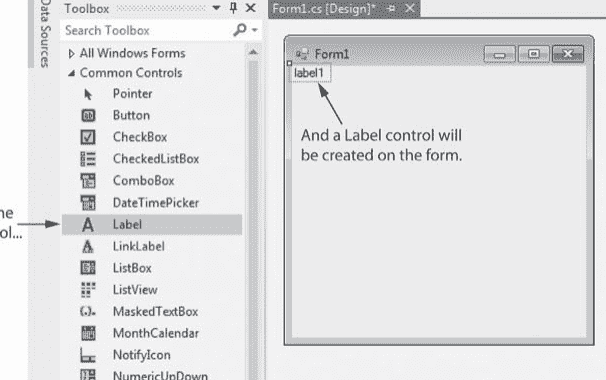 Data Sources
Toolbox
Search Toolbox
All Windows Forms
Common Controls
Pointer
Button
CheckBox
CheckedListBox
ComboBox
DateTimePicker
Label
LinkLabel
ListBox
ListView
MaskedTextBox
MonthCalendar
NotifyIcon
NumericUpDown
Form1.cs [Design]*
Form1
label1
And a Label control will
be created on the form.